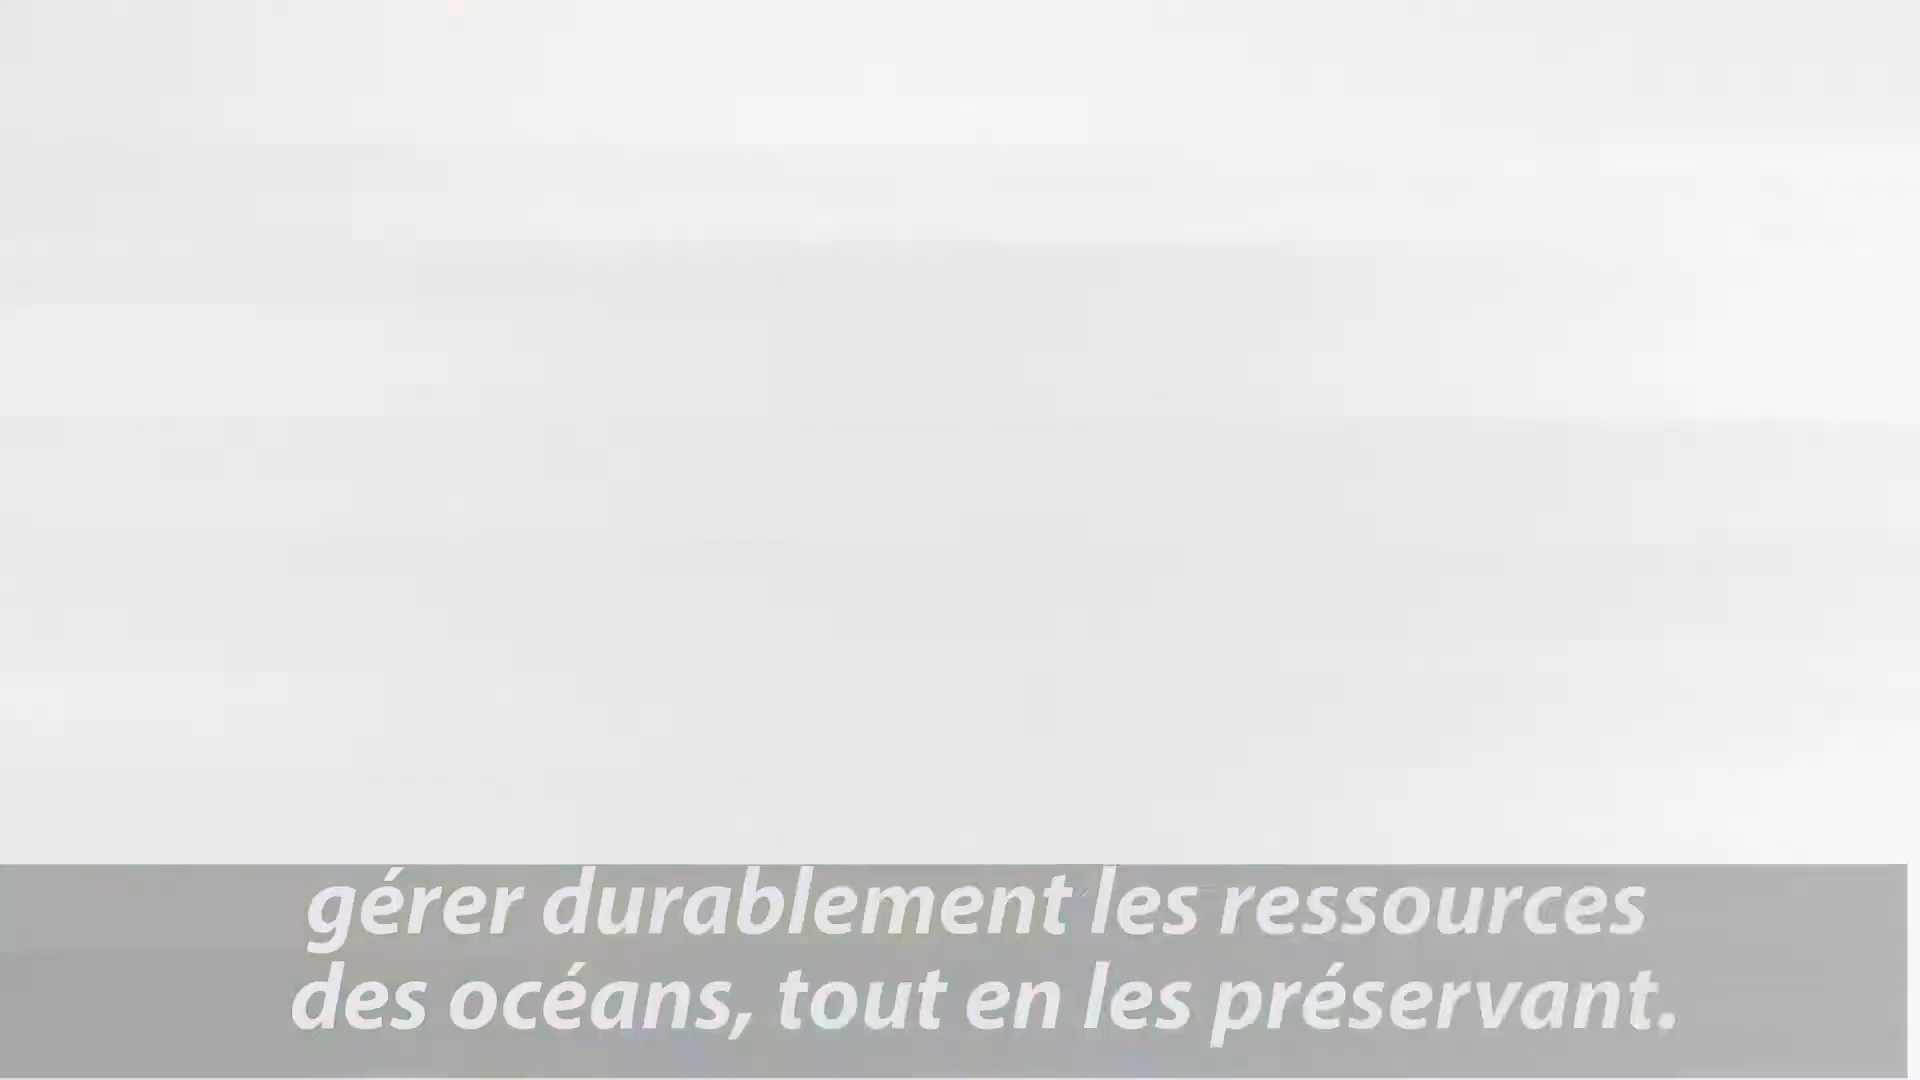 gérer durablement les ressources
des océans, tout en les préservant.